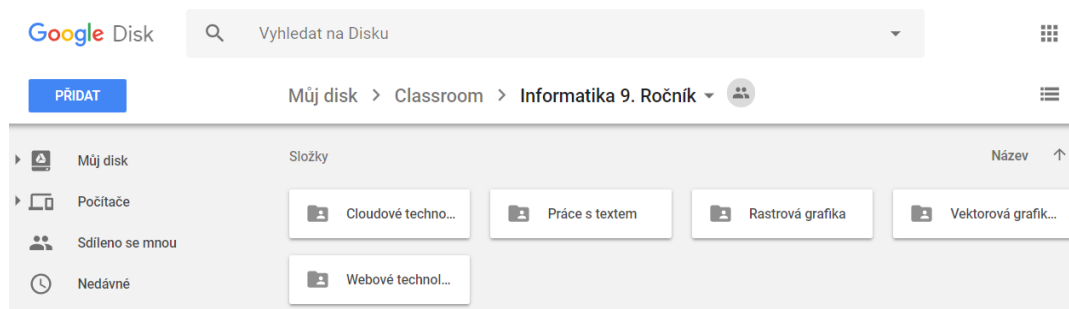 Google Disk
Vyhledat na Disku
PŘIDAT
Můj disk > Classroom > Informatika 9. Ročník
Můj disk
Počítače
Sdíleno se mnou
Nedávné
Složky
Název
Cloudové techno...
Práce s textem
Rastrová grafika
Vektorová grafik...
Webové technol...